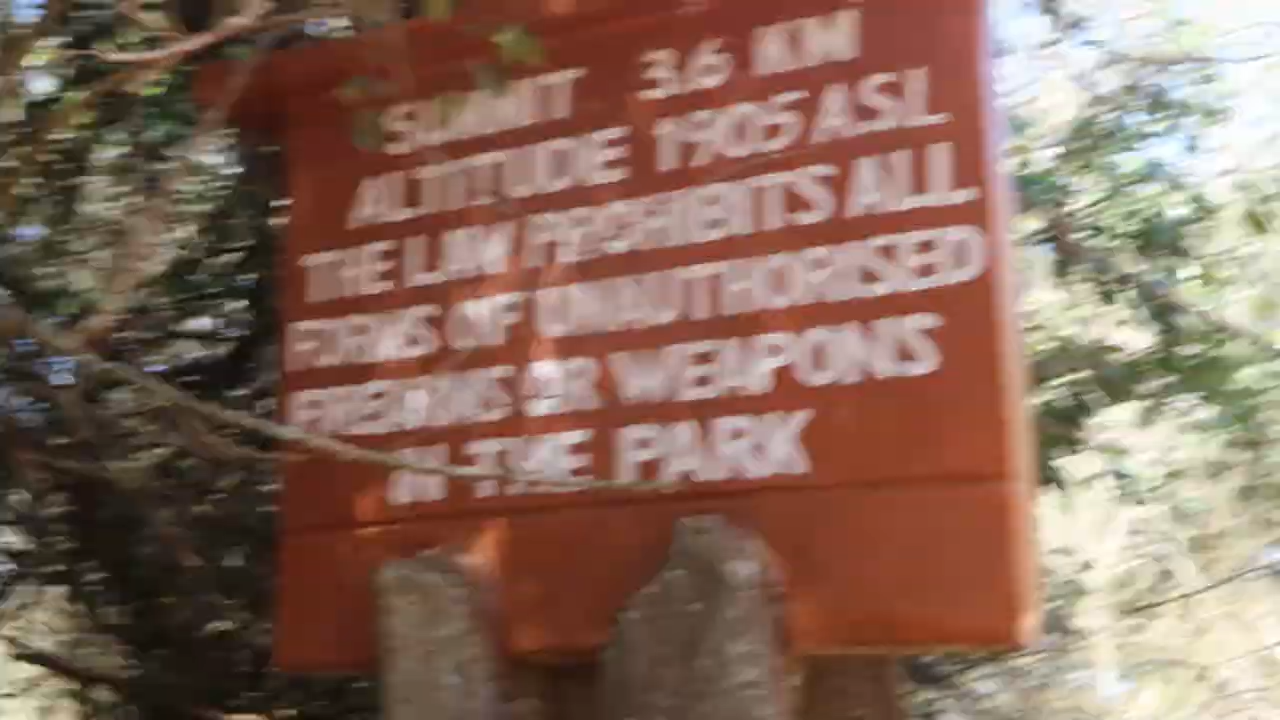 SUMMIT 3.6 KM
ALTITUDE 1905 ASL
THE LAW PROHIBITS ALL
FORMS OF UNAUTHORISED
FIREARMS OR WEAPONS
IN THE PARK